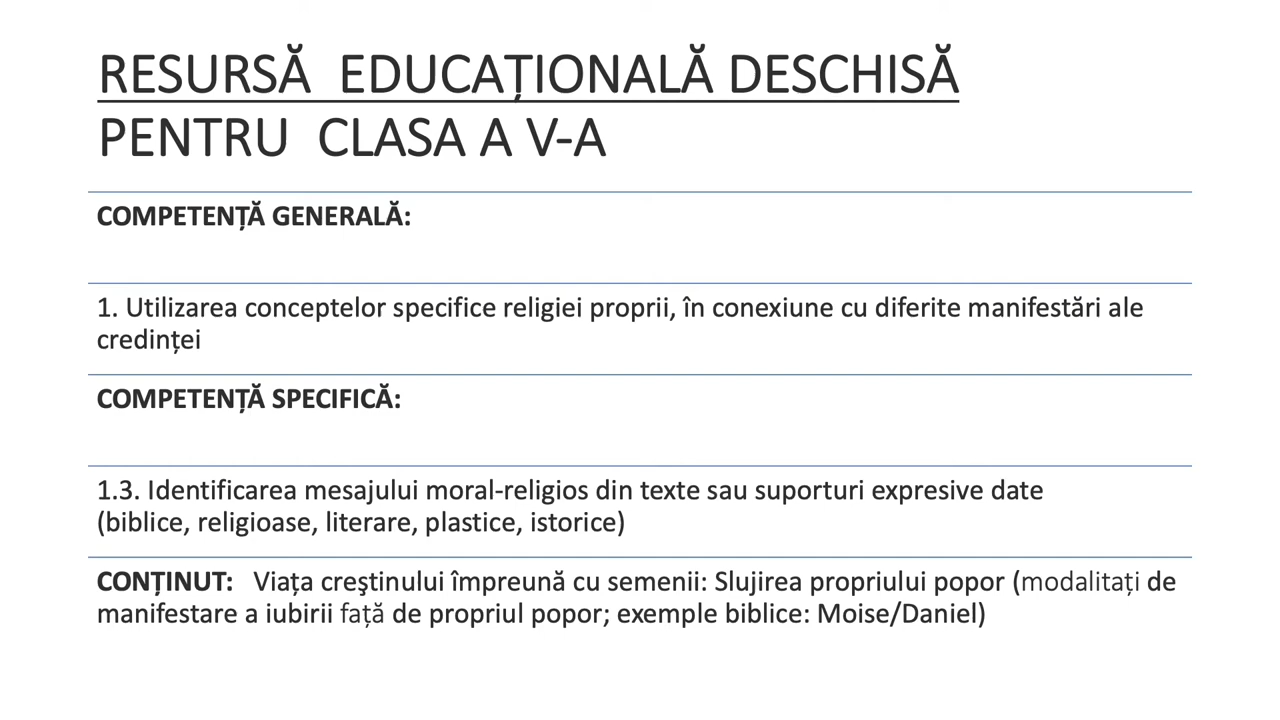 RESURSĂ  EDUCAȚIONALĂ DESCHISĂ
PENTRU  CLASA A V-A
COMPETENȚĂ GENERALĂ:
1. Utilizarea conceptelor specifice religiei proprii, în conexiune cu diferite manifestări ale
credinței
COMPETENȚĂ SPECIFICĂ:
1.3. Identificarea mesajului moral-religios din texte sau suporturi expresive date
(biblice, religioase, literare, plastice, istorice)
CONȚINUT:   Viața creştinului împreună cu semenii: Slujirea propriului popor (modalitați de
manifestare a iubirii față de propriul popor; exemple biblice: Moise/Daniel)